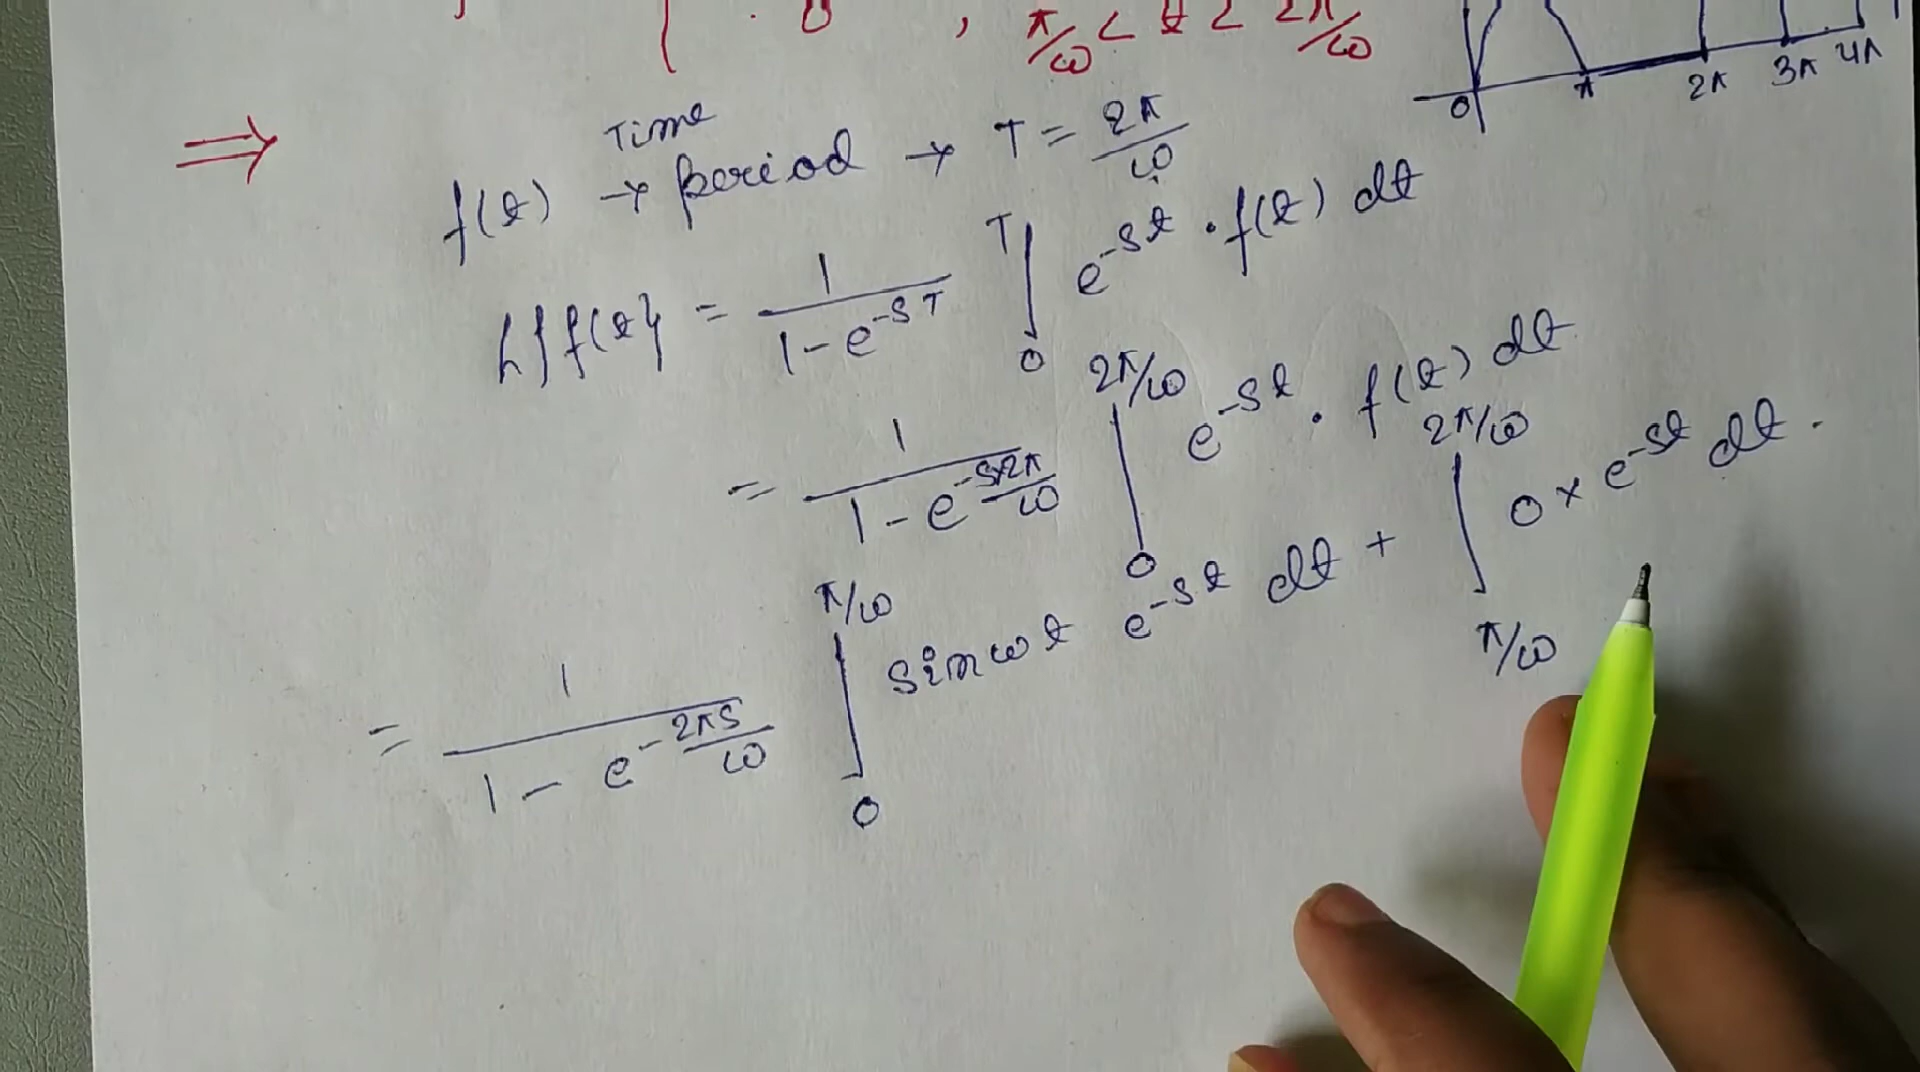 0 , π/ω < t < 2π/ω
0 π 2π 3π 4π
Time
f(t) → period → T = 2π/ω
L{f(t)} = 1/(1 - e^{-sT}) ∫_0^T e^{-st} . f(t) dt
= 1/(1 - e^{-s×2π/ω}) ∫_0^{2π/ω} e^{-st} . f(t) dt
= 1/(1 - e^{-2πs/ω}) ∫_0^{π/ω} sin ωt e^{-st} dt + ∫_{π/ω}^{2π/ω} 0 × e^{-st} dt.